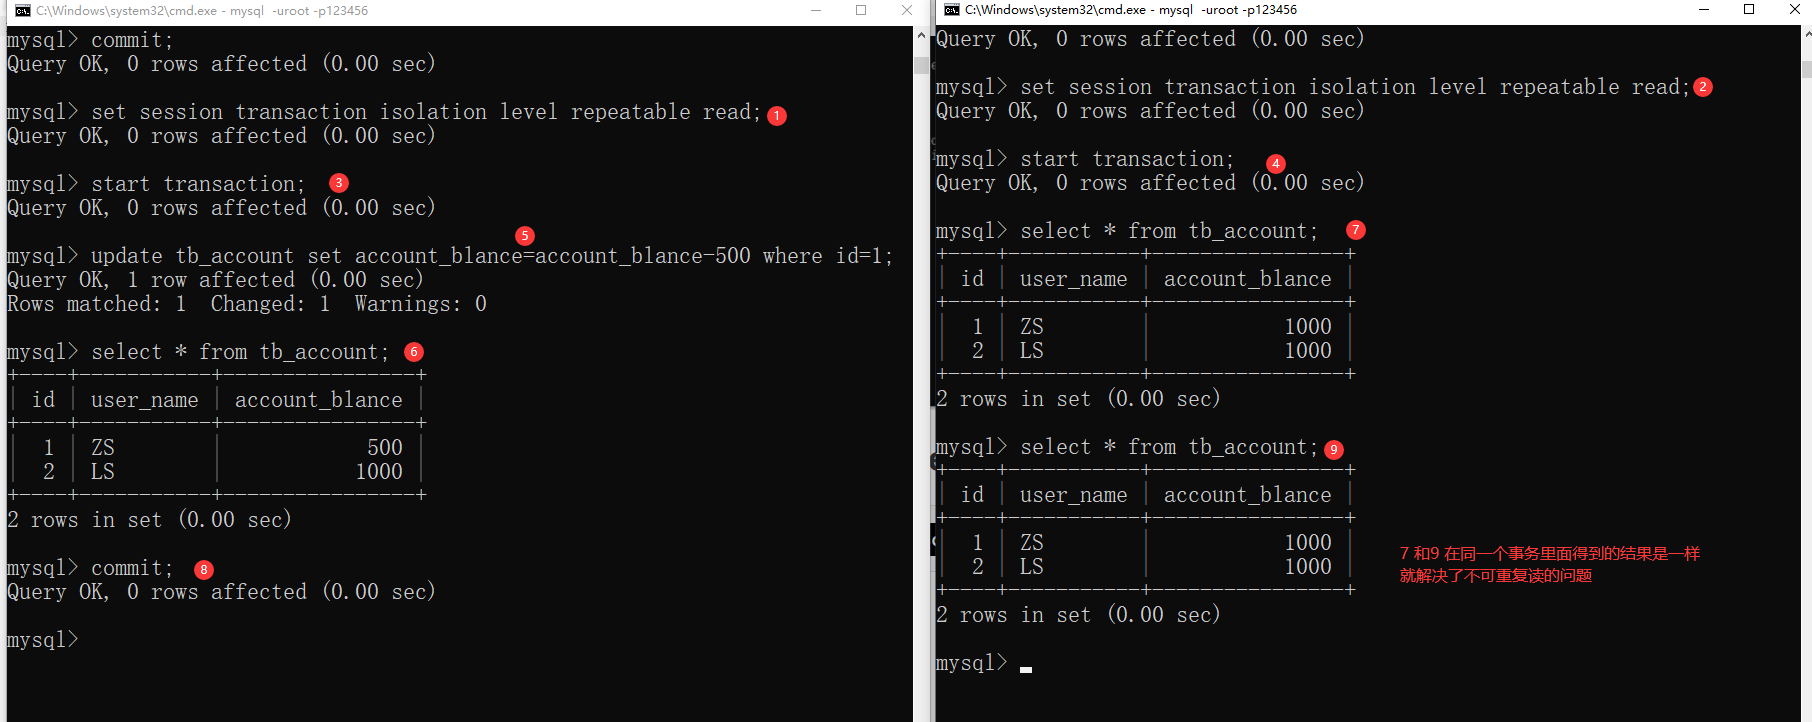 C:\Windows\system32\cmd.exe - mysql  -uroot -p123456
mysql> commit;
Query OK, 0 rows affected (0.00 sec)
mysql> set session transaction isolation level repeatable read; 1
Query OK, 0 rows affected (0.00 sec)
mysql> start transaction; 3
Query OK, 0 rows affected (0.00 sec)
5
mysql> update tb_account set account_blance=account_blance-500 where id=1;
Query OK, 1 row affected (0.00 sec)
Rows matched: 1  Changed: 1  Warnings: 0
mysql> select * from tb_account; 6
+----+-----------+----------------+
| id | user_name | account_blance |
+----+-----------+----------------+
|  1 | ZS        |            500 |
|  2 | LS        |           1000 |
+----+-----------+----------------+
2 rows in set (0.00 sec)
mysql> commit; 8
Query OK, 0 rows affected (0.00 sec)
mysql>
C:\Windows\system32\cmd.exe - mysql  -uroot -p123456
Query OK, 0 rows affected (0.00 sec)
mysql> set session transaction isolation level repeatable read; 2
Query OK, 0 rows affected (0.00 sec)
mysql> start transaction; 4
Query OK, 0 rows affected (0.00 sec)
mysql> select * from tb_account; 7
+----+-----------+----------------+
| id | user_name | account_blance |
+----+-----------+----------------+
|  1 | ZS        |           1000 |
|  2 | LS        |           1000 |
+----+-----------+----------------+
2 rows in set (0.00 sec)
mysql> select * from tb_account; 9
+----+-----------+----------------+
| id | user_name | account_blance |
+----+-----------+----------------+
|  1 | ZS        |           1000 |
|  2 | LS        |           1000 |
+----+-----------+----------------+
2 rows in set (0.00 sec)
mysql>
7 和9 在同一个事务里面得到的结果是一样
就解决了不可重复读的问题